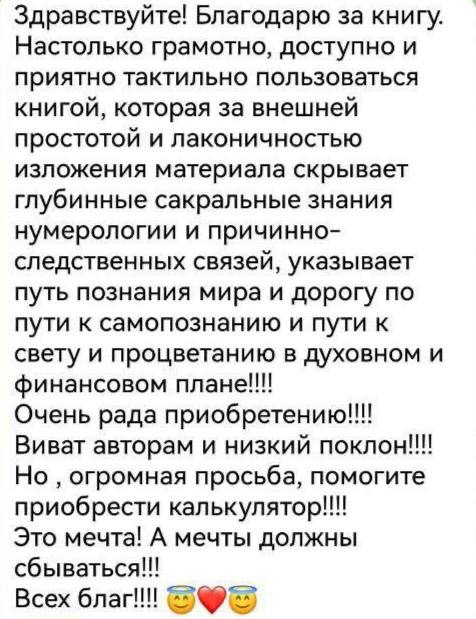 Здравствуйте! Благодарю за книгу.
Настолько грамотно, доступно и
приятно тактильно пользоваться
книгой, которая за внешней
простотой и лаконичностью
изложения материала скрывает
глубинные сакральные знания
нумерологии и причинно-
следственных связей, указывает
путь познания мира и дорогу по
пути к самопознанию и пути к
свету и процветанию в духовном и
финансовом плане!!!!
Очень рада приобретению!!!!
Виват авторам и низкий поклон!!!!
Но , огромная просьба, помогите
приобрести калькулятор!!!!
Это мечта! А мечты должны
сбываться!!!
Всех благ!!!! 😇❤️😇